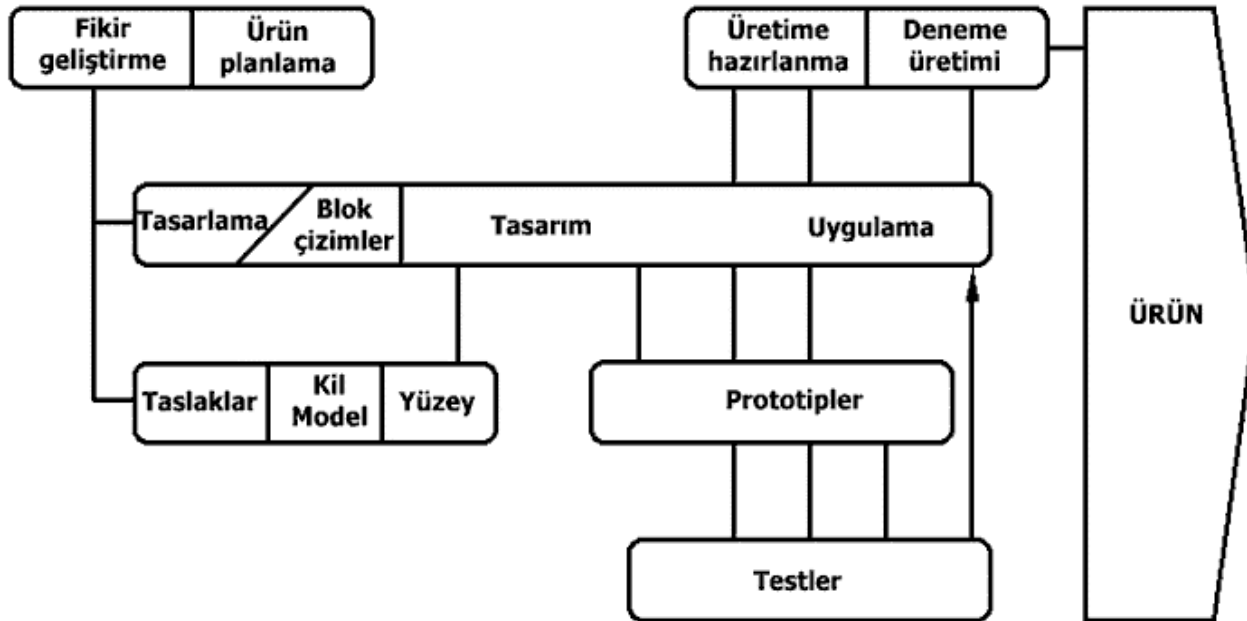 Fikir
geliştirme
Ürün
planlama
Üretime
hazırlanma
Deneme
üretimi
Tasarlama
Blok
çizimler
Tasarım
Uygulama
ÜRÜN
Taslaklar
Kil
Model
Yüzey
Prototipler
Testler